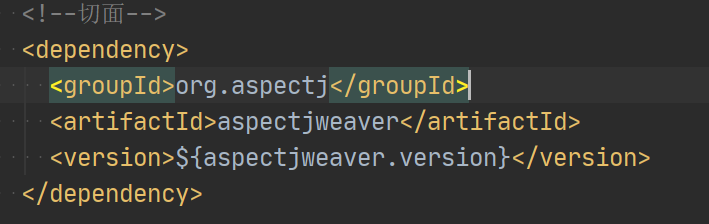 <!--切面-->
<dependency>
<groupId>org.aspectj</groupId>
<artifactId>aspectjweaver</artifactId>
<version>${aspectjweaver.version}</version>
</dependency>